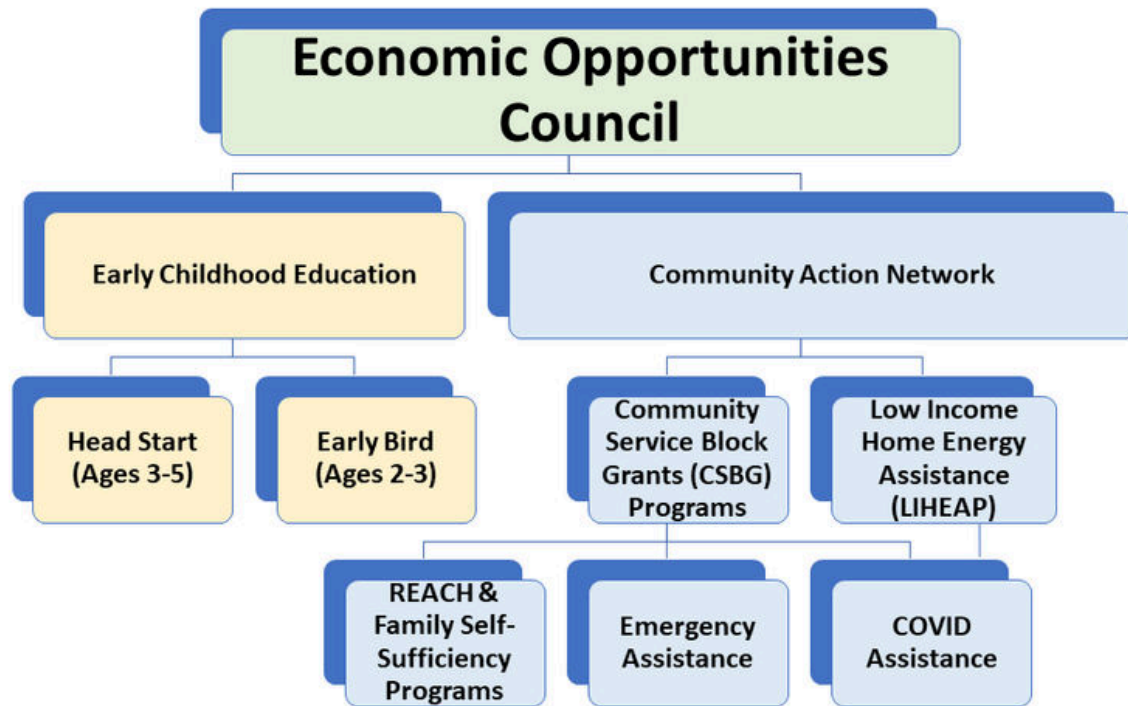 Economic Opportunities
Council
Early Childhood Education
Community Action Network
Head Start
(Ages 3-5)
Early Bird
(Ages 2-3)
Community
Service Block
Grants (CSBG)
Programs
Low Income
Home Energy
Assistance
(LIHEAP)
REACH &
Family Self-
Sufficiency
Programs
Emergency
Assistance
COVID
Assistance